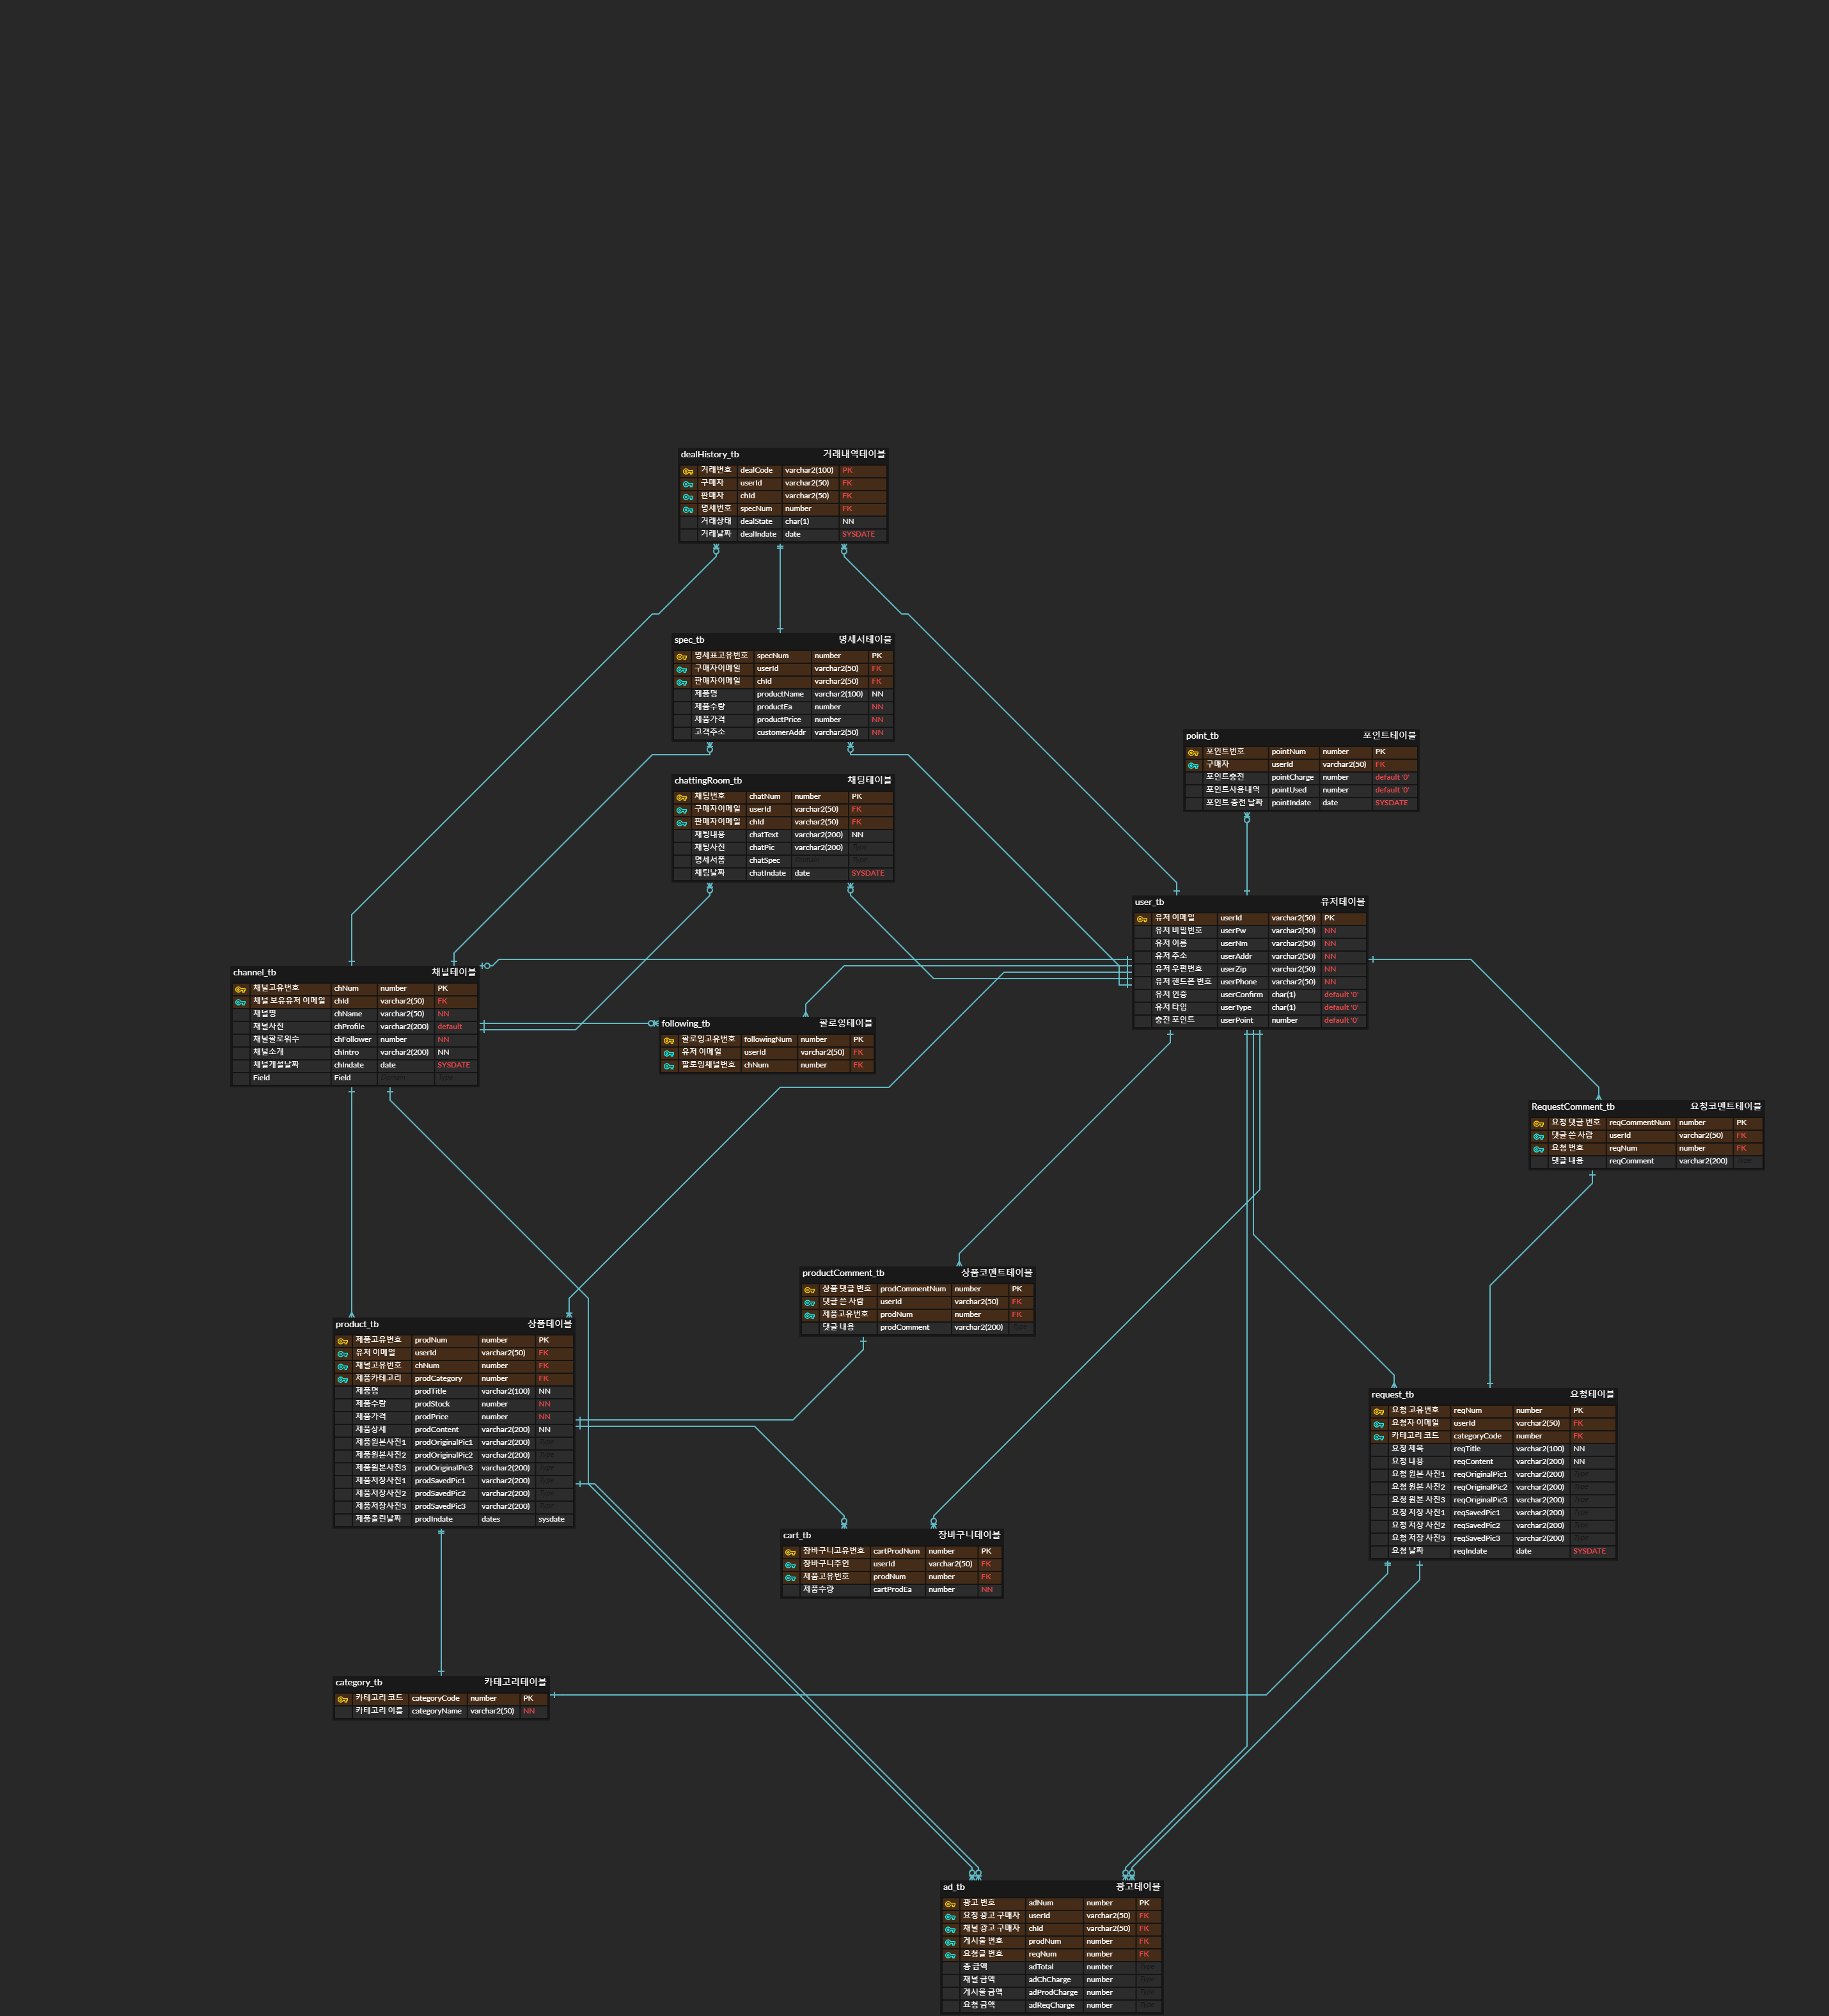 dealHistory_tb 거래내역테이블
거래번호 dealCode varchar2(100) PK
구매자 userId varchar2(50) FK
판매자 chId varchar2(50) FK
명세번호 specNum number FK
거래상태 dealState char(1) NN
거래날짜 dealIndate date SYSDATE
spec_tb 명세서테이블
명세표고유번호 specNum number PK
구매자이메일 userId varchar2(50) FK
판매자이메일 chId varchar2(50) FK
제품명 productName varchar2(100) NN
제품수량 productEa number NN
제품가격 productPrice number NN
고객주소 customerAddr varchar2(50) NN
point_tb 포인트테이블
포인트번호 pointNum number PK
구매자 userId varchar2(50) FK
포인트충전 pointCharge number default '0'
포인트사용내역 pointUsed number default '0'
포인트 충전 날짜 pointIndate date SYSDATE
chattingRoom_tb 채팅테이블
채팅번호 chatNum number PK
구매자이메일 userId varchar2(50) FK
판매자이메일 chId varchar2(50) FK
채팅내용 chatText varchar2(200) NN
채팅사진 chatPic varchar2(200) Type
명세서폼 chatSpec Domain Type
채팅날짜 chatIndate date SYSDATE
user_tb 유저테이블
유저 이메일 userId varchar2(50) PK
유저 비밀번호 userPw varchar2(50) NN
유저 이름 userNm varchar2(50) NN
유저 주소 userAddr varchar2(50) NN
유저 우편번호 userZip varchar2(50) NN
유저 핸드폰 번호 userPhone varchar2(50) NN
유저 인증 userConfirm char(1) default '0'
유저 타입 userType char(1) default '0'
충전 포인트 userPoint number default '0'
channel_tb 채널테이블
채널고유번호 chNum number PK
채널 보유유저 이메일 chId varchar2(50) FK
채널명 chName varchar2(50) NN
채널사진 chProfile varchar2(200) default
채널팔로워수 chFollower number NN
채널소개 chIntro varchar2(200) NN
채널개설날짜 chIndate date SYSDATE
Field Field Domain Type
following_tb 팔로잉테이블
팔로잉고유번호 followingNum number PK
유저 이메일 userId varchar2(50) FK
팔로잉채널번호 chNum number FK
RequestComment_tb 요청코멘트테이블
요청 댓글 번호 reqCommentNum number PK
댓글 쓴 사람 userId varchar2(50) FK
요청 번호 reqNum number FK
댓글 내용 reqComment varchar2(200) Type
productComment_tb 상품코멘트테이블
상품 댓글 번호 prodCommentNum number PK
댓글 쓴 사람 userId varchar2(50) FK
제품고유번호 prodNum number FK
댓글 내용 prodComment varchar2(200) Type
product_tb 상품테이블
제품고유번호 prodNum number PK
유저 이메일 userId varchar2(50) FK
채널고유번호 chNum number FK
제품카테고리 prodCategory number FK
제품명 prodTitle varchar2(100) NN
제품수량 prodStock number NN
제품가격 prodPrice number NN
제품상세 prodContent varchar2(200) NN
제품원본사진1 prodOriginalPic1 varchar2(200) Type
제품원본사진2 prodOriginalPic2 varchar2(200) Type
제품원본사진3 prodOriginalPic3 varchar2(200) Type
제품저장사진1 prodSavedPic1 varchar2(200) Type
제품저장사진2 prodSavedPic2 varchar2(200) Type
제품저장사진3 prodSavedPic3 varchar2(200) Type
제품올린날짜 prodIndate dates sysdate
request_tb 요청테이블
요청 고유번호 reqNum number PK
요청자 이메일 userId varchar2(50) FK
카테고리 코드 categoryCode number FK
요청 제목 reqTitle varchar2(100) NN
요청 내용 reqContent varchar2(200) NN
요청 원본 사진1 reqOriginalPic1 varchar2(200) Type
요청 원본 사진2 reqOriginalPic2 varchar2(200) Type
요청 원본 사진3 reqOriginalPic3 varchar2(200) Type
요청 저장 사진1 reqSavedPic1 varchar2(200) Type
요청 저장 사진2 reqSavedPic2 varchar2(200) Type
요청 저장 사진3 reqSavedPic3 varchar2(200) Type
요청 날짜 reqIndate date SYSDATE
cart_tb 장바구니테이블
장바구니고유번호 cartProdNum number PK
장바구니주인 userId varchar2(50) FK
제품고유번호 prodNum number FK
제품수량 cartProdEa number NN
category_tb 카테고리테이블
카테고리 코드 categoryCode number PK
카테고리 이름 categoryName varchar2(50) NN
ad_tb 광고테이블
광고 번호 adNum number PK
요청 광고 구매자 userId varchar2(50) FK
채널 광고 구매자 chId varchar2(50) FK
게시물 번호 prodNum number FK
요청글 번호 reqNum number FK
총 금액 adTotal number Type
채널 금액 adChCharge number Type
게시물 금액 adProdCharge number Type
요청 금액 adReqCharge number Type